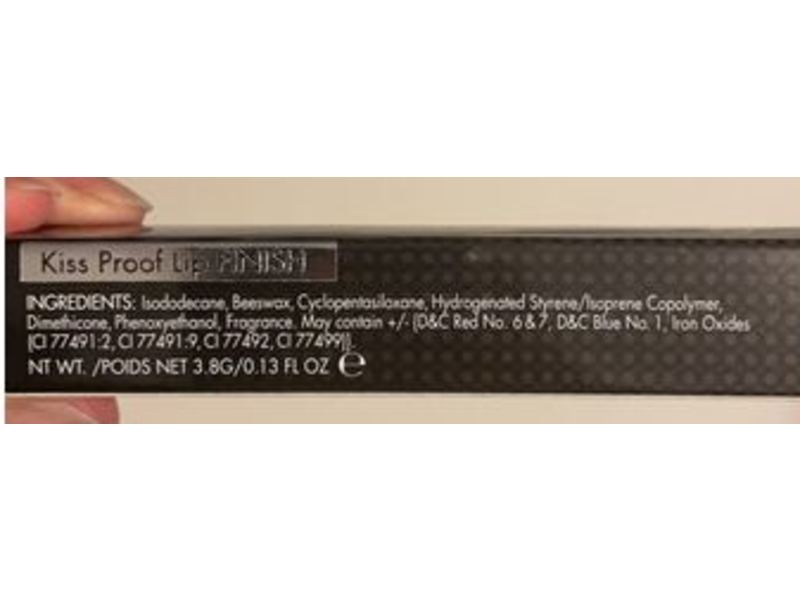 Kiss Proof Lip FINISH
INGREDIENTS: Isododecane, Beeswax, Cyclopentasiloxane, Hydrogenated Styrene/Isoprene Copolymer,
Dimethicone, Phenoxyethanol, Fragrance. May contain +/- (D&C Red No. 6 & 7, D&C Blue No. 1, Iron Oxides
(CI 77491:2, CI 77491:9, CI 77492, CI 77499)).
NT WT. /POIDS NET 3.8G/0.13 FL OZ ℮